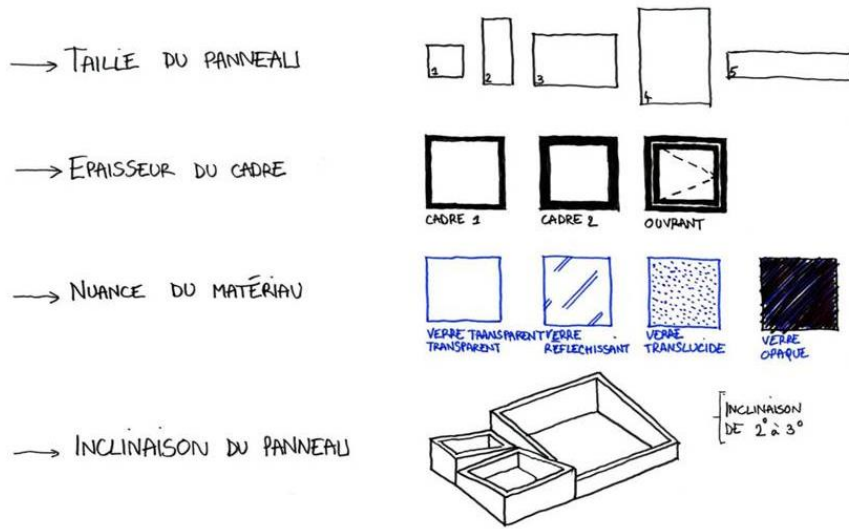 → TAILLE DU PANNEAU
1 2 3 4 5
→ EPAISSEUR DU CADRE
CADRE 1 CADRE 2 OUVRANT
→ NUANCE DU MATÉRIAU
VERRE TRANSPARENT
TRANSPARENT
VERRE
REFLECHISSANT
VERRE
TRANSLUCIDE
VERRE
OPAQUE
→ INCLINAISON DU PANNEAU
INCLINAISON
DE 2° à 3°